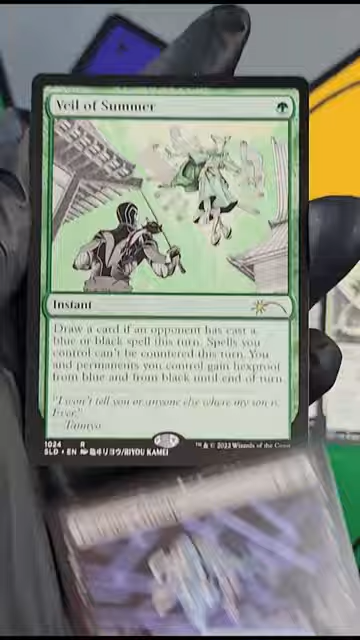 Veil of Summer
Instant
Draw a card if an opponent has cast a
blue or black spell this turn. Spells you
control can't be countered this turn. You
and permanents you control gain hexproof
from blue and from black until end of turn.
"I won't tell you or anyone else where my son is.
Ever."
—Tamiyo
1024 R
SLD • EN 亀井リョウ/RIYOU KAMEI
™ & © 2023 Wizards of the Coast